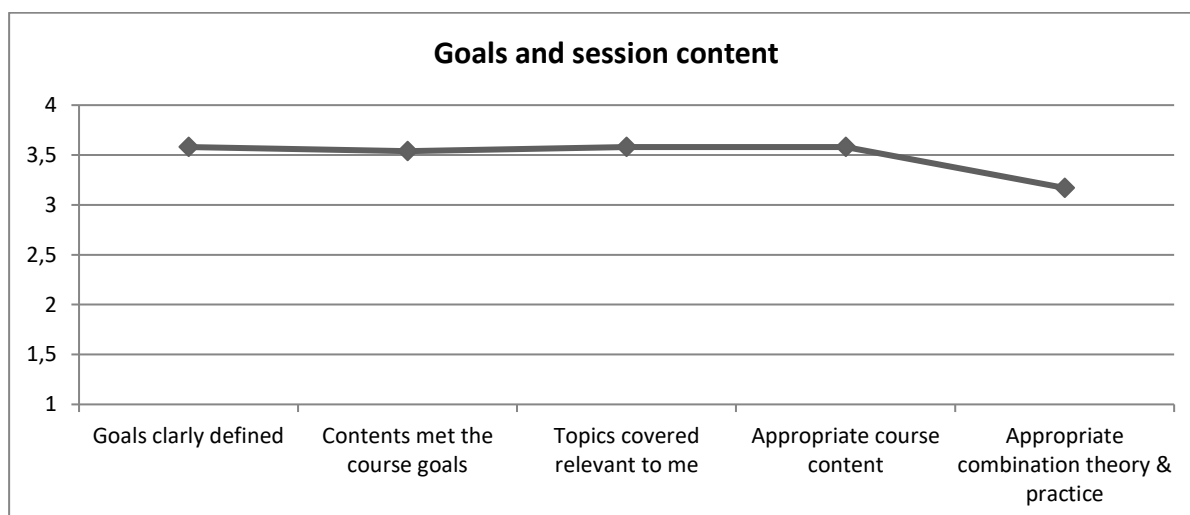 Goals and session content
4
3,5
3
2,5
2
1,5
1
Goals clarly defined
Contents met the
course goals
Topics covered
relevant to me
Appropriate course
content
Appropriate
combination theory &
practice